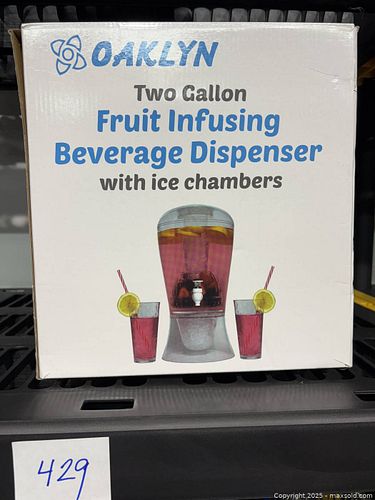 OAKLYN
Two Gallon
Fruit Infusing
Beverage Dispenser
with ice chambers
429
Copyright 2025 - maxsold.com